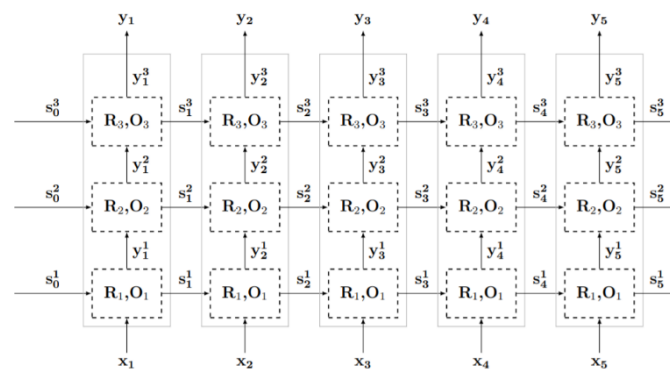 y₁ y₂ y₃ y₄ y₅
y₁³ y₂³ y₃³ y₄³ y₅³
s₀³ s₁³ s₂³ s₃³ s₄³ s₅³
R₃,O₃ R₃,O₃ R₃,O₃ R₃,O₃ R₃,O₃
y₁² y₂² y₃² y₄² y₅²
s₀² s₁² s₂² s₃² s₄² s₅²
R₂,O₂ R₂,O₂ R₂,O₂ R₂,O₂ R₂,O₂
y₁¹ y₂¹ y₃¹ y₄¹ y₅¹
s₀¹ s₁¹ s₂¹ s₃¹ s₄¹ s₅¹
R₁,O₁ R₁,O₁ R₁,O₁ R₁,O₁ R₁,O₁
x₁ x₂ x₃ x₄ x₅